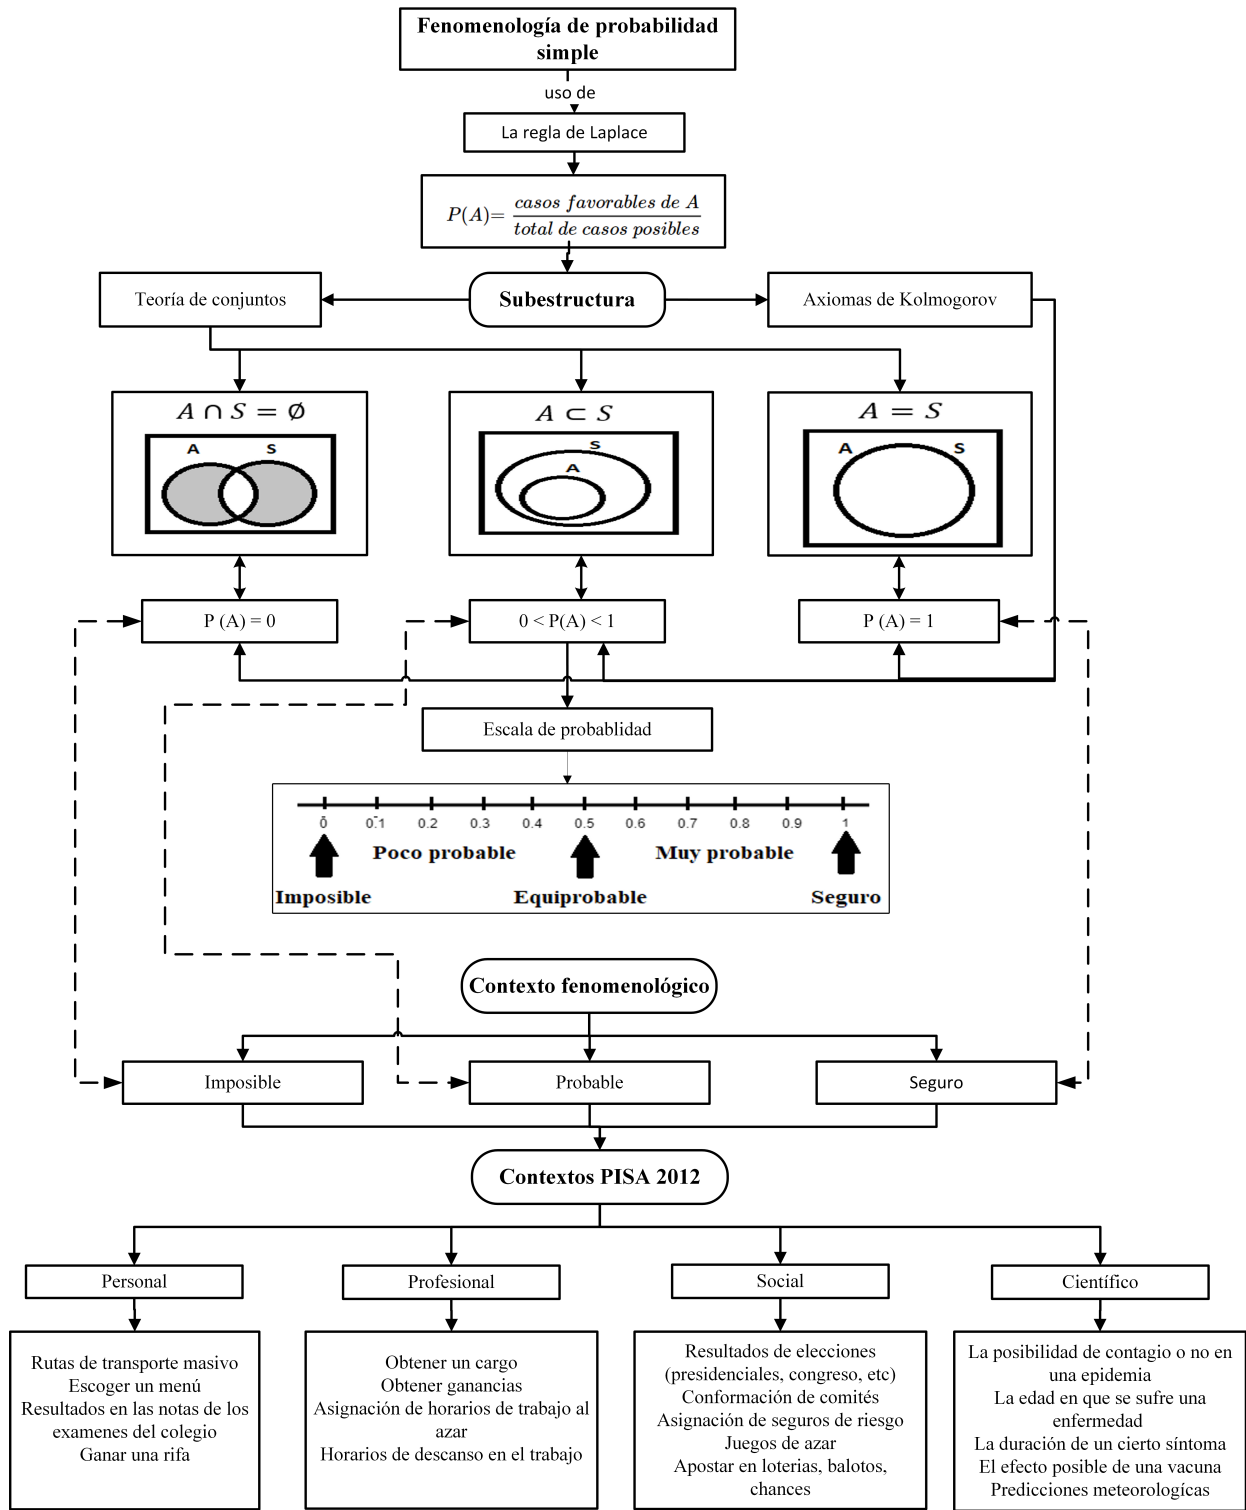 Fenomenología de probabilidad
simple
uso de
La regla de Laplace
P(A)= casos favorables de A / total de casos posibles
Teoría de conjuntos
Subestructura
Axiomas de Kolmogorov
A ∩ S = ∅
A S
A ⊂ S
S
A
A = S
A S
P (A) = 0
0 < P(A) < 1
P (A) = 1
Escala de probablidad
0 0.1 0.2 0.3 0.4 0.5 0.6 0.7 0.8 0.9 1
Poco probable
Muy probable
Imposible
Equiprobable
Seguro
Contexto fenomenológico
Imposible
Probable
Seguro
Contextos PISA 2012
Personal
Profesional
Social
Científico
Rutas de transporte masivo
Escoger un menú
Resultados en las notas de los
examenes del colegio
Ganar una rifa
Obtener un cargo
Obtener ganancias
Asignación de horarios de trabajo al
azar
Horarios de descanso en el trabajo
Resultados de elecciones
(presidenciales, congreso, etc)
Conformación de comités
Asignación de seguros de riesgo
Juegos de azar
Apostar en loterias, balotos,
chances
La posibilidad de contagio o no en
una epidemia
La edad en que se sufre una
enfermedad
La duración de un cierto síntoma
El efecto posible de una vacuna
Predicciones meteorologícas